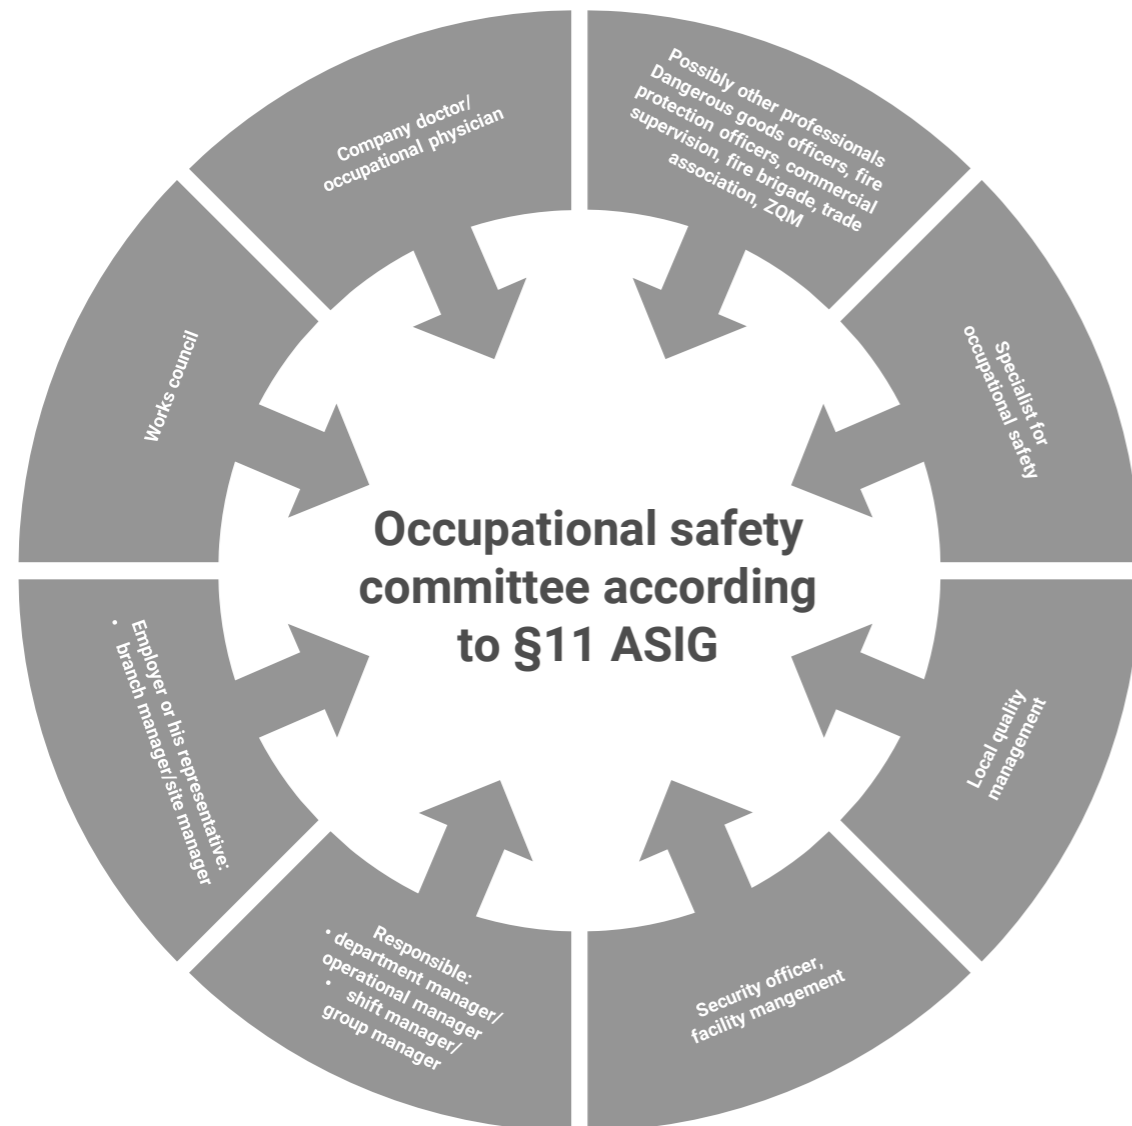 Possibly other professionals
Dangerous goods officers, fire
protection officers, commercial
supervision, fire brigade, trade
association, ZQM
Specialist for
occupational safety
Local quality
management
Security officer,
facility mangement
Responsible:
• department manager/
operational manager
• shift manager/
group manager
Employer or his representative:
• branch manager/site manager
Works council
Company doctor/
occupational physician
Occupational safety
committee according
to §11 ASIG